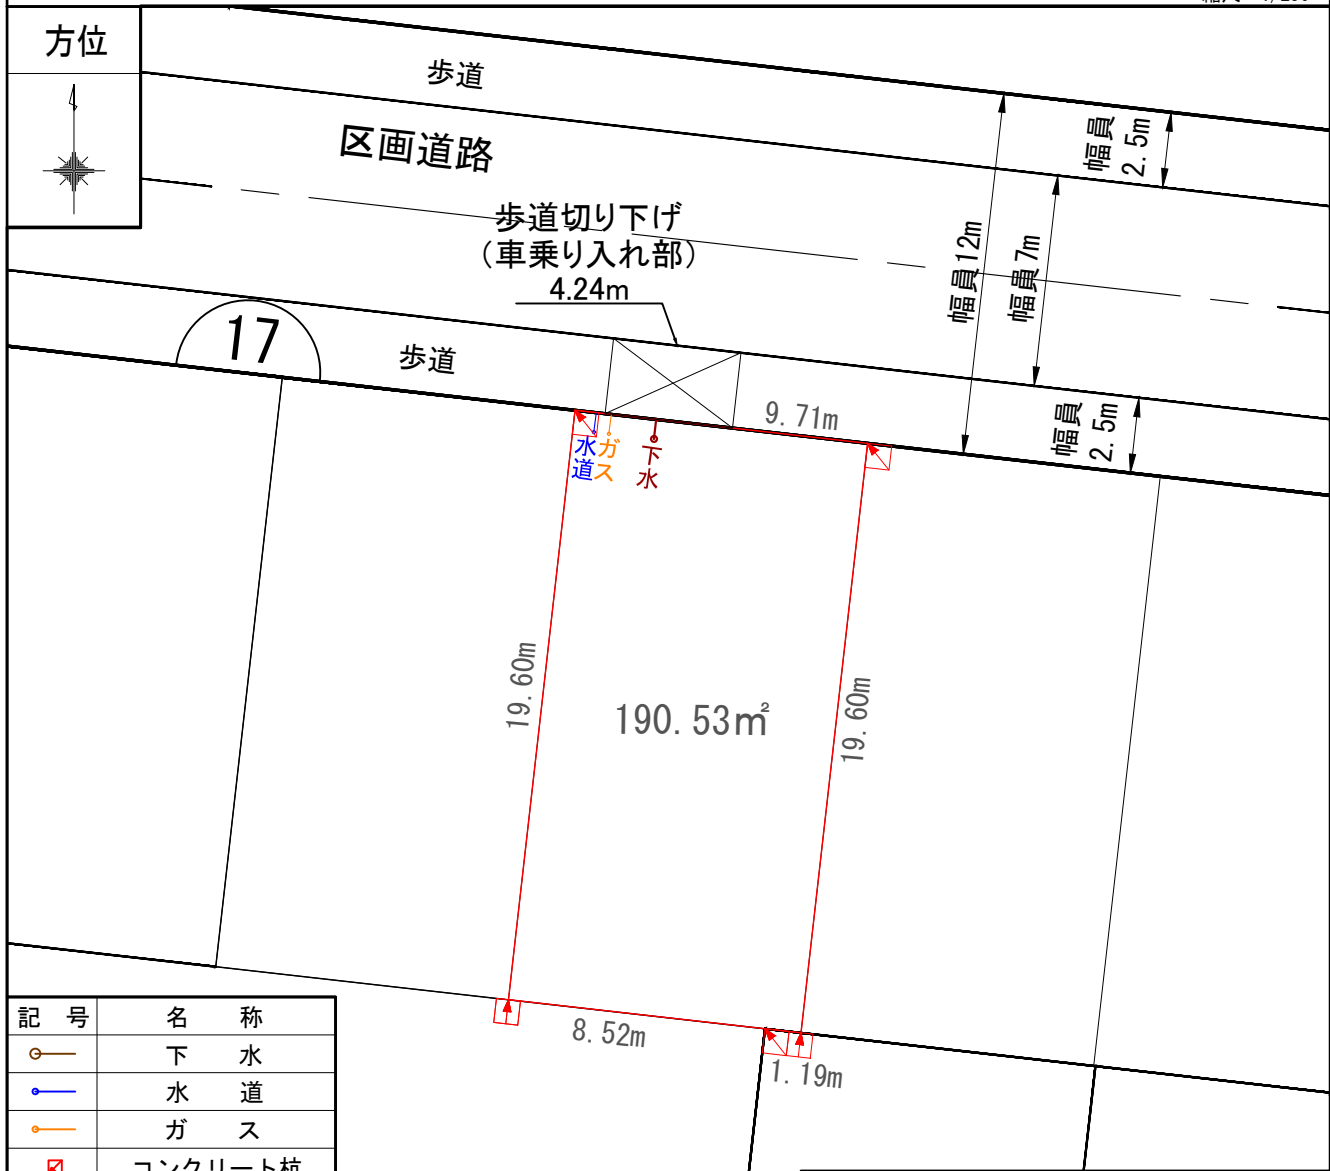 方位
歩道
区画道路
幅員
2.5m
歩道切り下げ
(車乗り入れ部)
4.24m
幅員12m
幅員7m
17
歩道
9.71m
幅員
2.5m
水道
ガス
下水
19.60m
190.53㎡
19.60m
8.52m
1.19m
記 号 名 称
下 水
水 道
ガ ス
コンクリート杭